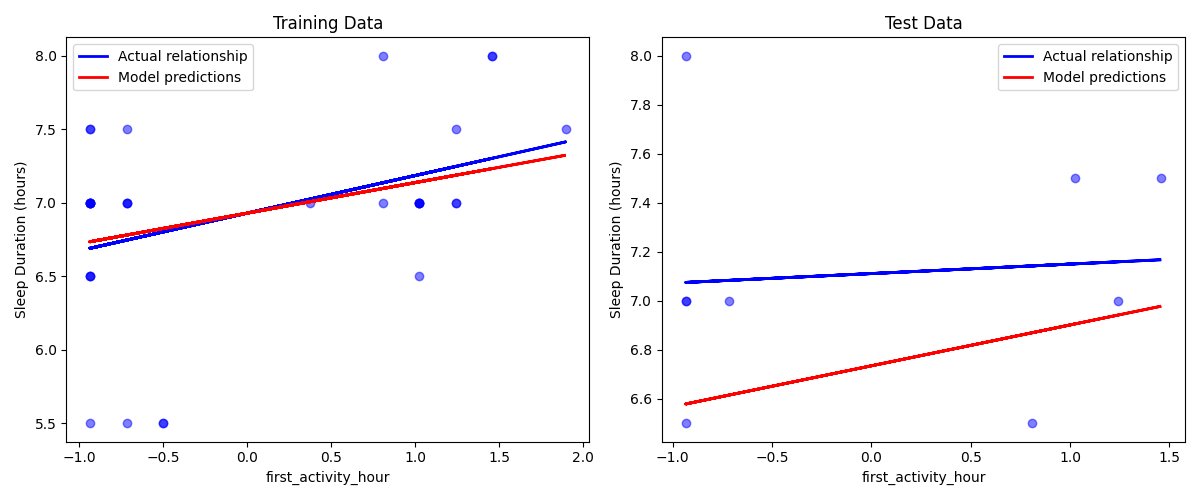 Training Data
Actual relationship
Model predictions
8.0
7.5
7.0
6.5
6.0
5.5
Sleep Duration (hours)
−1.0 −0.5 0.0 0.5 1.0 1.5 2.0
first_activity_hour
Test Data
Actual relationship
Model predictions
8.0
7.8
7.6
7.4
7.2
7.0
6.8
6.6
Sleep Duration (hours)
−1.0 −0.5 0.0 0.5 1.0 1.5
first_activity_hour